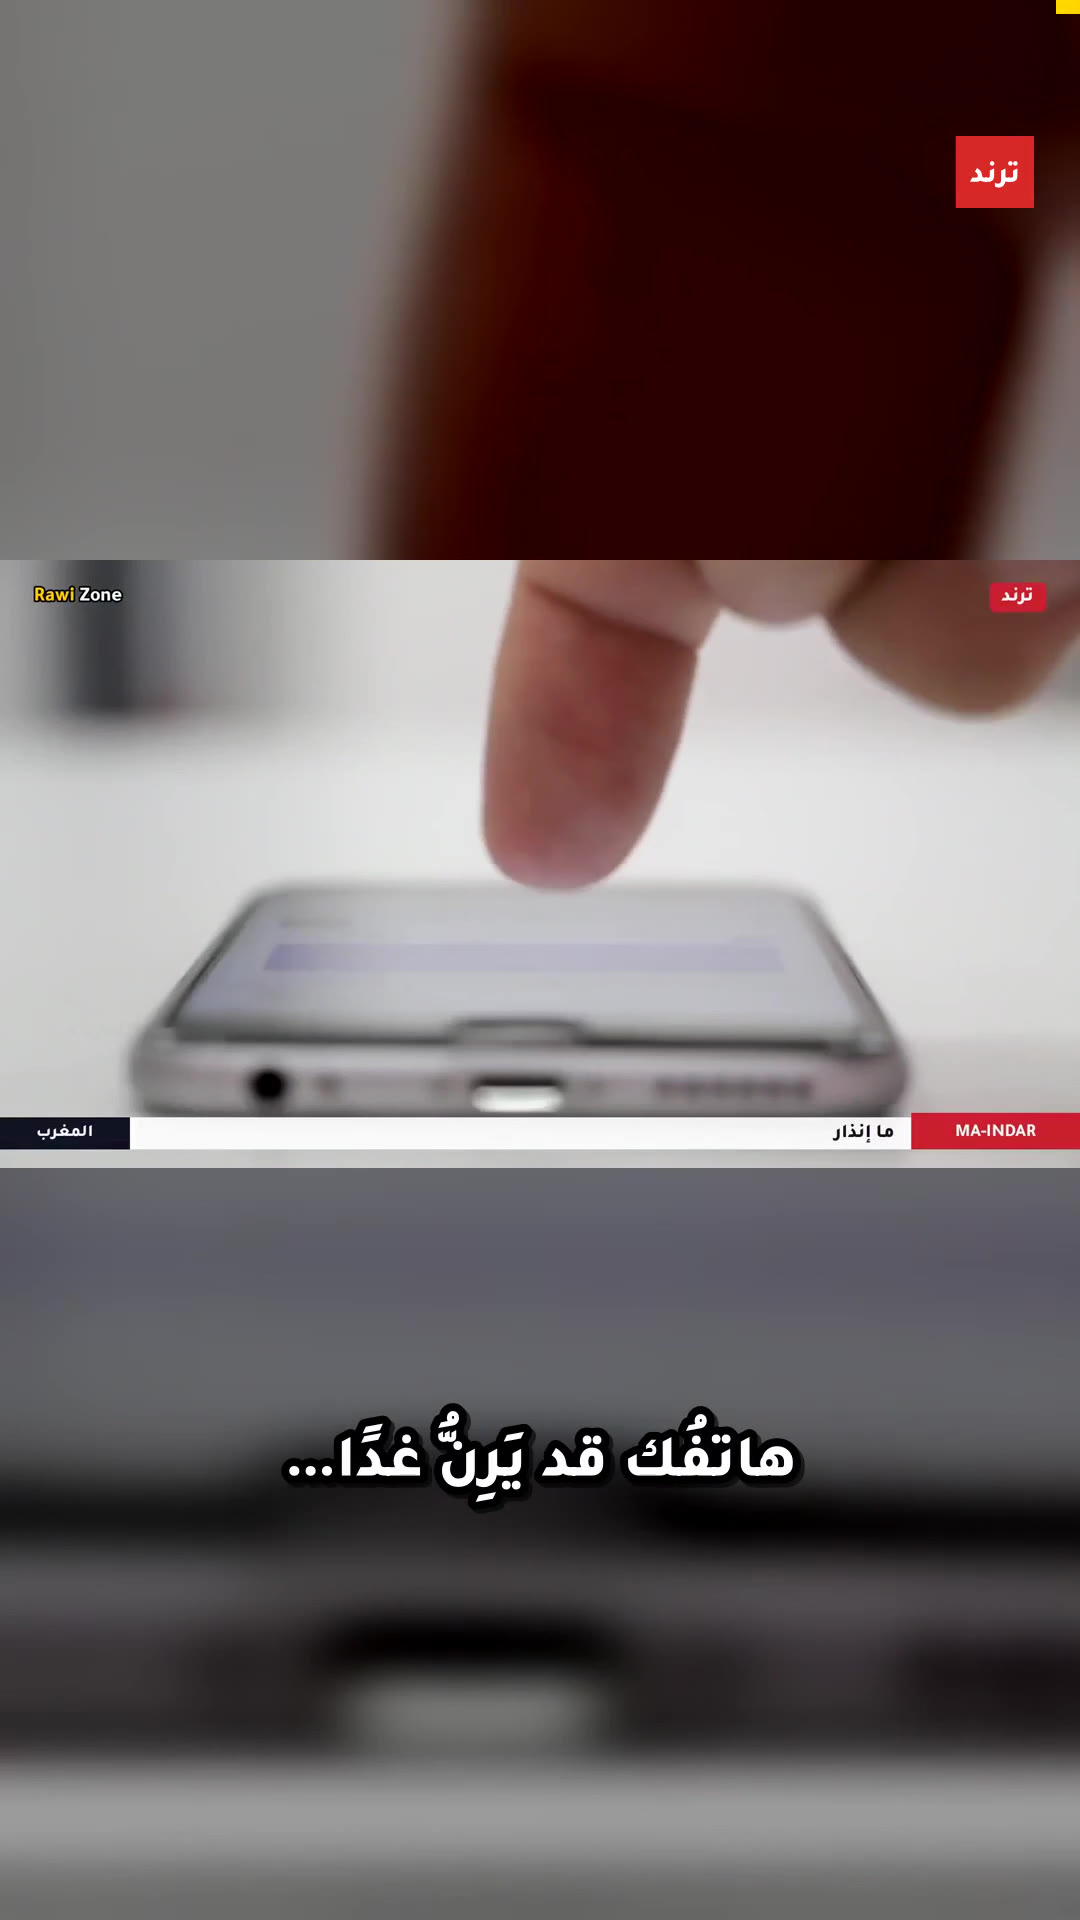 ترند
Rawi Zone
ترند
MA-INDAR
ما إنذار
المغرب
هاتفُك قد يَرِنُّ غدًا...